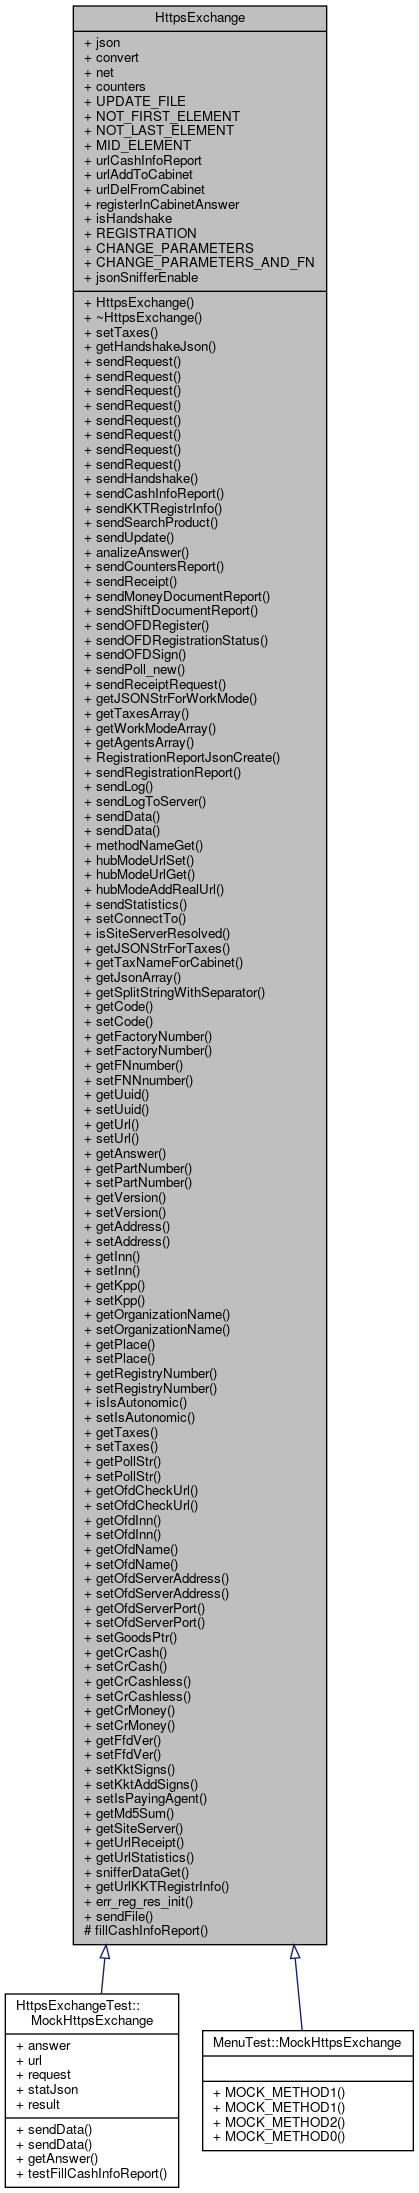 HttpsExchange
+ json
+ convert
+ net
+ counters
+ UPDATE_FILE
+ NOT_FIRST_ELEMENT
+ NOT_LAST_ELEMENT
+ MID_ELEMENT
+ urlCashInfoReport
+ urlAddToCabinet
+ urlDelFromCabinet
+ registerInCabinetAnswer
+ isHandshake
+ REGISTRATION
+ CHANGE_PARAMETERS
+ CHANGE_PARAMETERS_AND_FN
+ jsonSnifferEnable
+ HttpsExchange()
+ ~HttpsExchange()
+ setTaxes()
+ getHandshakeJson()
+ sendRequest()
+ sendRequest()
+ sendRequest()
+ sendRequest()
+ sendRequest()
+ sendRequest()
+ sendRequest()
+ sendRequest()
+ sendHandshake()
+ sendCashInfoReport()
+ sendKKTRegistrInfo()
+ sendSearchProduct()
+ sendUpdate()
+ analizeAnswer()
+ sendCountersReport()
+ sendReceipt()
+ sendMoneyDocumentReport()
+ sendShiftDocumentReport()
+ sendOFDRegister()
+ sendOFDRegistrationStatus()
+ sendOFDSign()
+ sendPoll_new()
+ sendReceiptRequest()
+ getJSONStrForWorkMode()
+ getTaxesArray()
+ getWorkModeArray()
+ getAgentsArray()
+ RegistrationReportJsonCreate()
+ sendRegistrationReport()
+ sendLog()
+ sendLogToServer()
+ sendData()
+ sendData()
+ methodNameGet()
+ hubModeUrlSet()
+ hubModeUrlGet()
+ hubModeAddRealUrl()
+ sendStatistics()
+ setConnectTo()
+ isSiteServerResolved()
+ getJSONStrForTaxes()
+ getTaxNameForCabinet()
+ getJsonArray()
+ getSplitStringWithSeparator()
+ getCode()
+ setCode()
+ getFactoryNumber()
+ setFactoryNumber()
+ getFNnumber()
+ setFNNnumber()
+ getUuid()
+ setUuid()
+ getUrl()
+ setUrl()
+ getAnswer()
+ getPartNumber()
+ setPartNumber()
+ getVersion()
+ setVersion()
+ getAddress()
+ setAddress()
+ getInn()
+ setInn()
+ getKpp()
+ setKpp()
+ getOrganizationName()
+ setOrganizationName()
+ getPlace()
+ setPlace()
+ getRegistryNumber()
+ setRegistryNumber()
+ isIsAutonomic()
+ setIsAutonomic()
+ getTaxes()
+ setTaxes()
+ getPollStr()
+ setPollStr()
+ getOfdCheckUrl()
+ setOfdCheckUrl()
+ getOfdInn()
+ setOfdInn()
+ getOfdName()
+ setOfdName()
+ getOfdServerAddress()
+ setOfdServerAddress()
+ getOfdServerPort()
+ setOfdServerPort()
+ setGoodsPtr()
+ getCrCash()
+ setCrCash()
+ getCrCashless()
+ setCrCashless()
+ getCrMoney()
+ setCrMoney()
+ getFfdVer()
+ setFfdVer()
+ setKktSigns()
+ setKktAddSigns()
+ setIsPayingAgent()
+ getMd5Sum()
+ getSiteServer()
+ getUrlReceipt()
+ getUrlStatistics()
+ snifferDataGet()
+ getUrlKKTRegistrInfo()
+ err_reg_res_init()
+ sendFile()
# fillCashInfoReport()
HttpsExchangeTest::
MockHttpsExchange
+ answer
+ url
+ request
+ statJson
+ result
+ sendData()
+ sendData()
+ getAnswer()
+ testFillCashInfoReport()
MenuTest::MockHttpsExchange
+ MOCK_METHOD1()
+ MOCK_METHOD1()
+ MOCK_METHOD2()
+ MOCK_METHOD0()